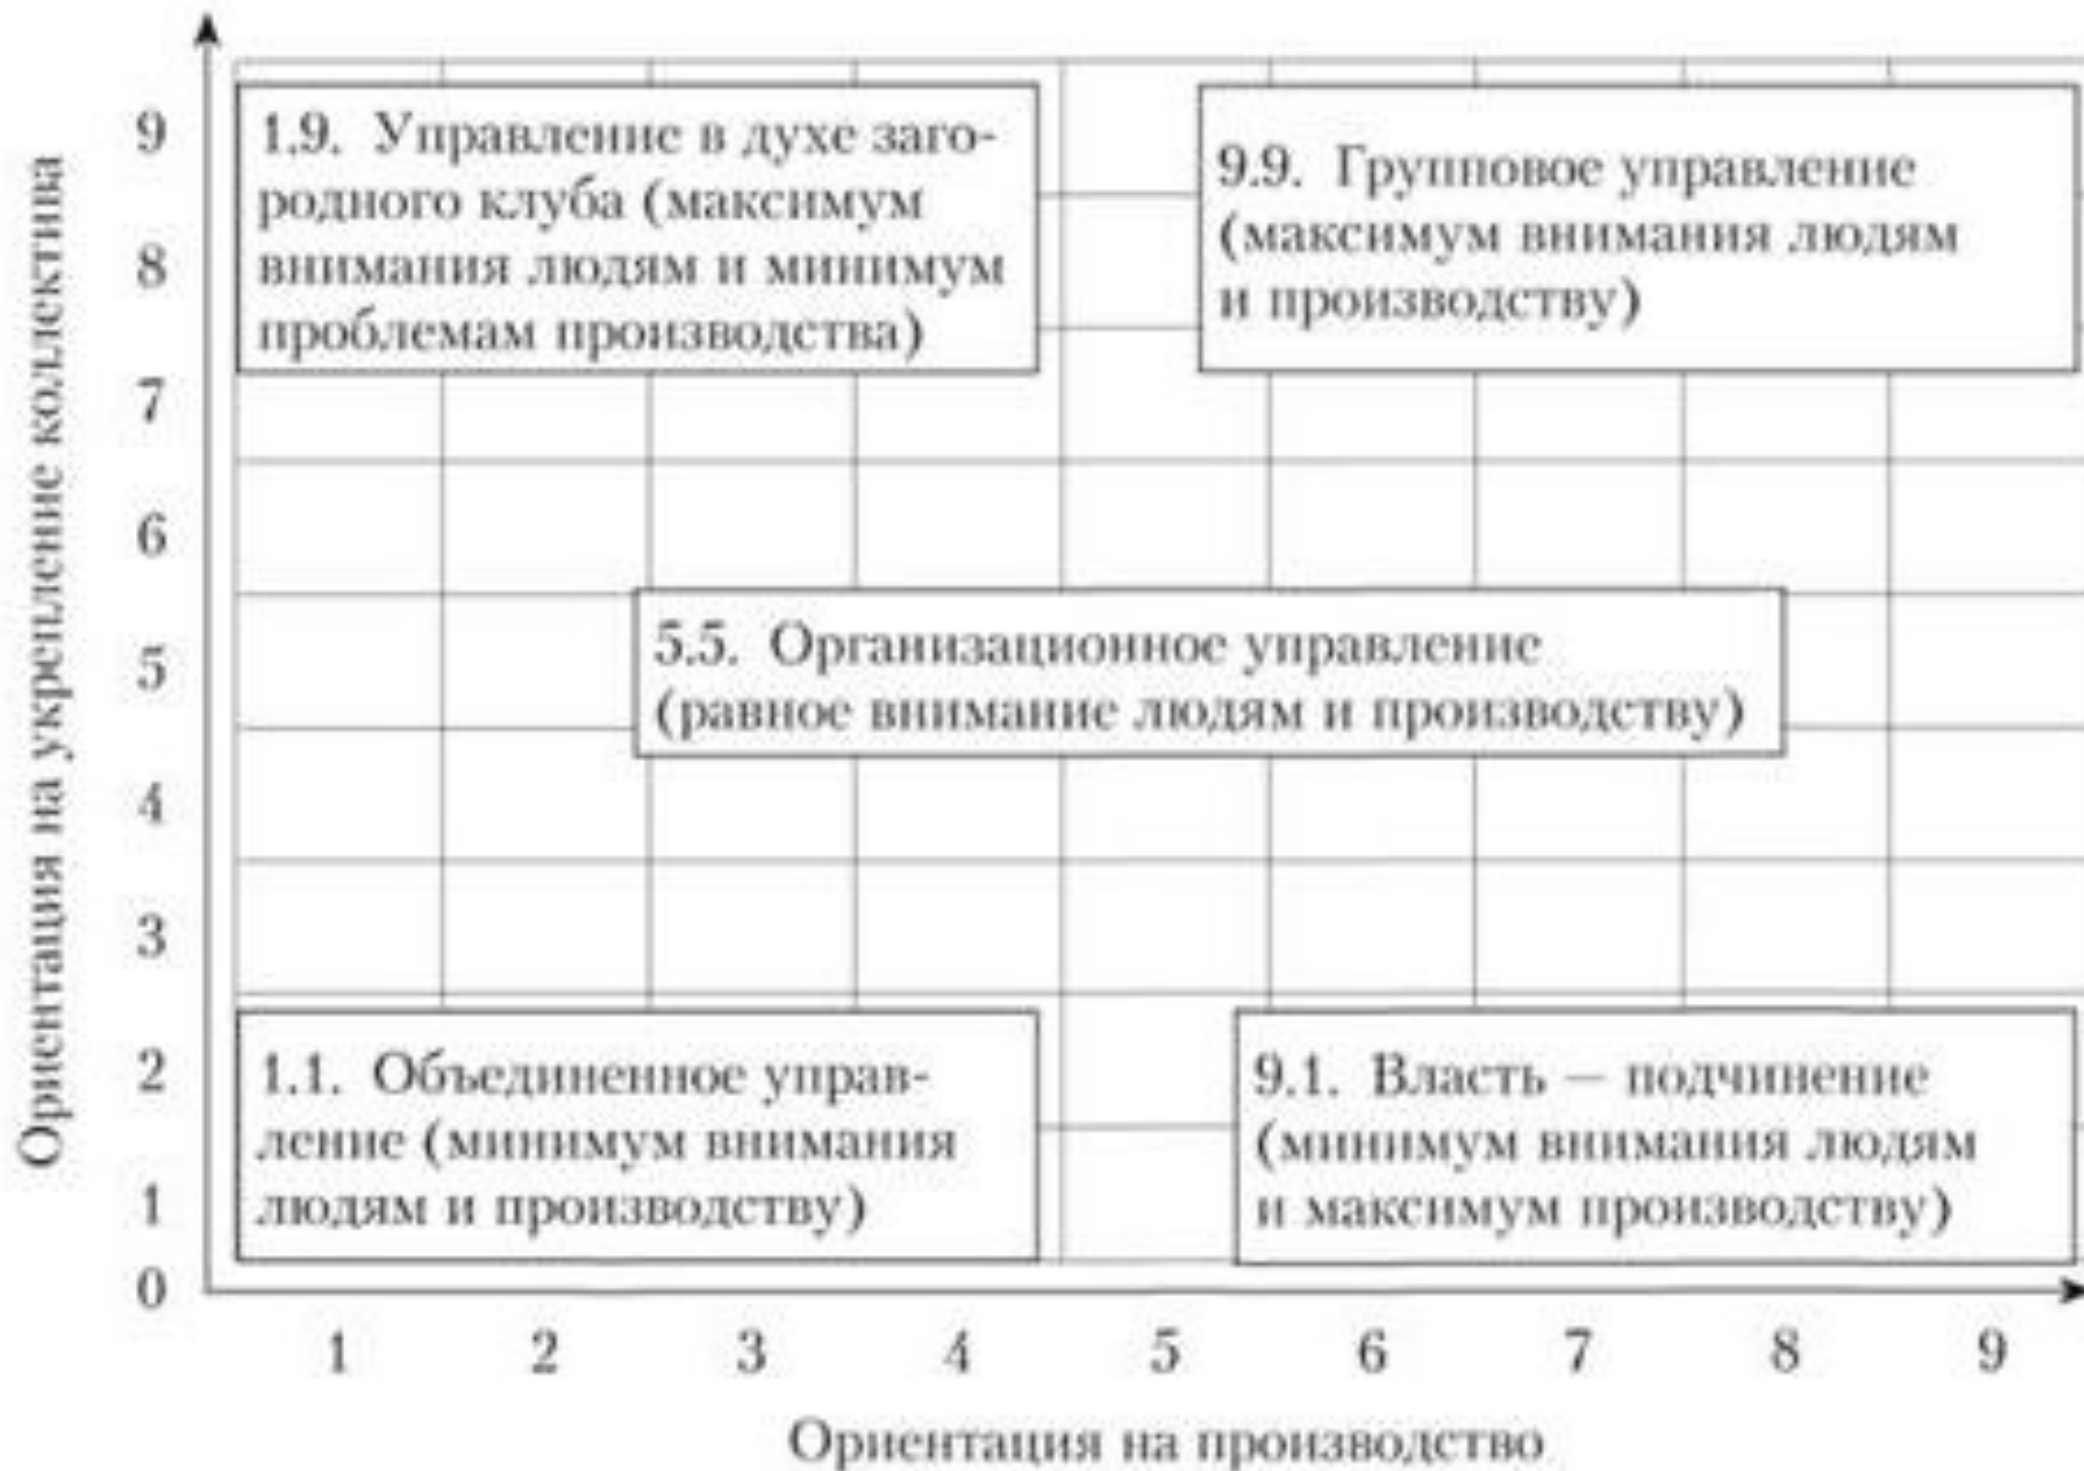 Ориентация на укрепление коллектива
9
8
7
6
5
4
3
2
1
0
1.9. Управление в духе заго-
родного клуба (максимум
внимания людям и минимум
проблемам производства)
9.9. Групповое управление
(максимум внимания людям
и производству)
5.5. Организационное управление
(равное внимание людям и производству)
1.1. Объединенное управ-
ление (минимум внимания
людям и производству)
9.1. Власть — подчинение
(минимум внимания людям
и максимум производству)
1 2 3 4 5 6 7 8 9
Ориентация на производство